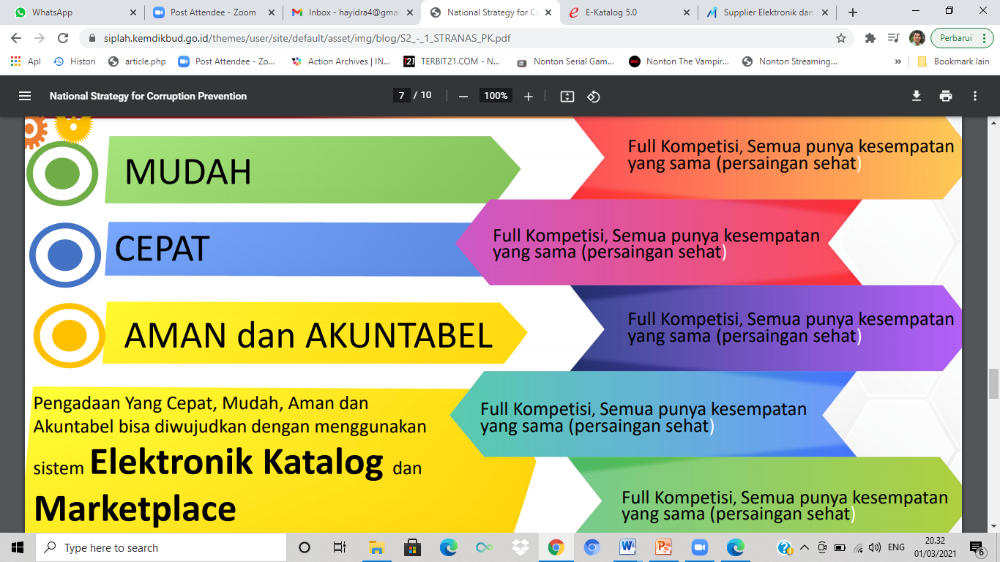 WhatsApp
Post Attendee - Zoom
Inbox - hayidra4@gmai
National Strategy for Co
E-Katalog 5.0
Supplier Elektronik dan
siplah.kemdikbud.go.id/themes/user/site/default/asset/img/blog/S2_-_1_STRANAS_PK.pdf
Perbarui
Apl
Histori
article.php
Post Attendee - Zo...
Action Archives | IN...
TERBIT21.COM - N...
Nonton Serial Gam...
Nonton The Vampir...
Nonton Streaming...
Bookmark lain
National Strategy for Corruption Prevention
7 / 10
100%
MUDAH
Full Kompetisi, Semua punya kesempatan
yang sama (persaingan sehat)
CEPAT
Full Kompetisi, Semua punya kesempatan
yang sama (persaingan sehat)
AMAN dan AKUNTABEL
Full Kompetisi, Semua punya kesempatan
yang sama (persaingan sehat)
Pengadaan Yang Cepat, Mudah, Aman dan
Akuntabel bisa diwujudkan dengan menggunakan
sistem Elektronik Katalog dan
Marketplace
Full Kompetisi, Semua punya kesempatan
yang sama (persaingan sehat)
Full Kompetisi, Semua punya kesempatan
yang sama (persaingan sehat)
Type here to search
ENG
20.32
01/03/2021
6